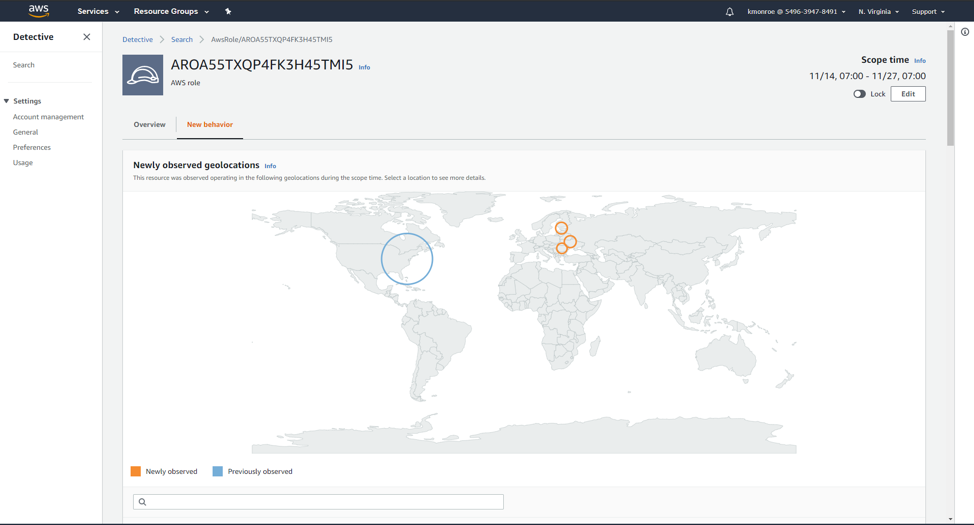 aws Services Resource Groups kmonroe @ 5496-3947-8491 N. Virginia Support
Detective
Search
Settings
Account management
General
Preferences
Usage
Detective Search AwsRole/AROA55TXQP4FK3H45TMI5
AROA55TXQP4FK3H45TMI5 Info
AWS role
Scope time Info
11/14, 07:00 - 11/27, 07:00
Lock Edit
Overview New behavior
Newly observed geolocations Info
This resource was observed operating in the following geolocations during the scope time. Select a location to see more details.
Newly observed Previously observed